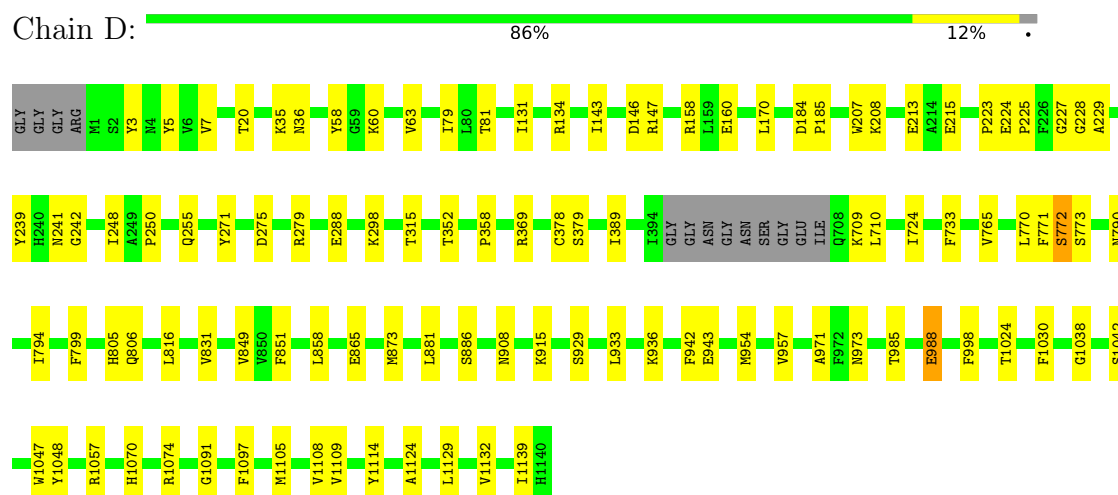 Chain D:
86% 12% •
GLY GLY GLY ARG M1 S2 Y3 N4 Y5 V6 V7 T20 K35 N36 Y58 G59 K60 V63 I79 L80 T81 I131 R134 I143 D146 R147 R158 L159 E160 L170 D184 P185 W207 K208 E213 A214 E215 P223 E224 P225 F226 G227 G228 A229
Y239 H240 N241 G242 I248 A249 P250 Q255 Y271 D275 R279 E288 K298 T315 T352 P358 R369 C378 S379 I389 I394 GLY GLY ASN GLY ASN SER GLY GLU ILE Q708 K709 L710 I724 F733 V765 L770 F771 S772 S773
I794 F799 H805 Q806 L816 V831 V849 V850 F851 L858 E865 M873 L881 S886 N908 K915 S929 L933 K936 F942 E943 M954 V957 A971 F972 N973 T985 E988 F998 T1024 F1030 G1038
W1047 Y1048 R1057 H1070 R1074 G1091 F1097 M1105 V1108 V1109 Y1114 A1124 L1129 V1132 I1139 H1140